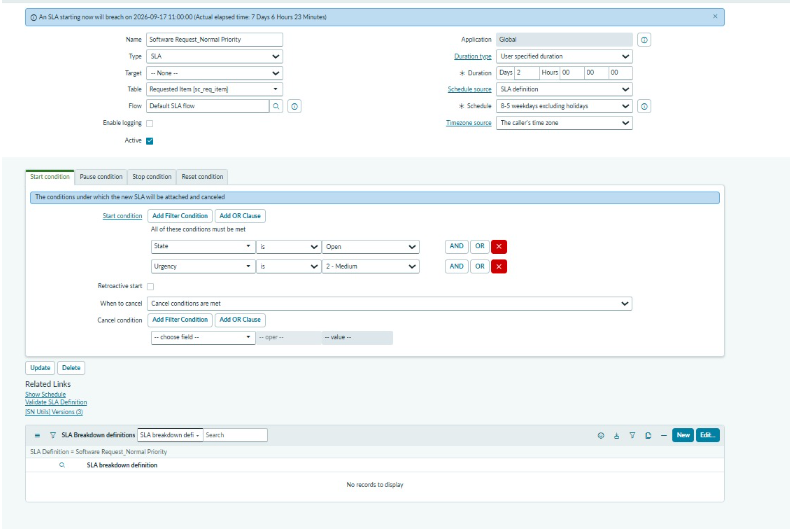 An SLA starting now will breach on 2026-09-17 11:00:00 (Actual elapsed time: 7 Days 6 Hours 23 Minutes)
Name Software Request_Normal Priority
Application Global
Type SLA
Duration type User specified duration
Target -- None --
* Duration Days 2 Hours 00 00 00
Table Requested Item [sc_req_item]
Schedule source SLA definition
Flow Default SLA flow
* Schedule 8-5 weekdays excluding holidays
Enable logging
Timezone source The caller's time zone
Active
Start condition Pause condition Stop condition Reset condition
The conditions under which the new SLA will be attached and canceled
Start condition Add Filter Condition Add OR Clause
All of these conditions must be met
State is Open AND OR
Urgency is 2 - Medium AND OR
Retroactive start
When to cancel Cancel conditions are met
Cancel condition Add Filter Condition Add OR Clause
-- choose field -- -- oper -- -- value --
Update Delete
Related Links
Show Schedule
Validate SLA Definition
[SN Utils] Versions (3)
SLA Breakdown definitions SLA breakdown defi Search New Edit...
SLA Definition = Software Request_Normal Priority
SLA breakdown definition
No records to display